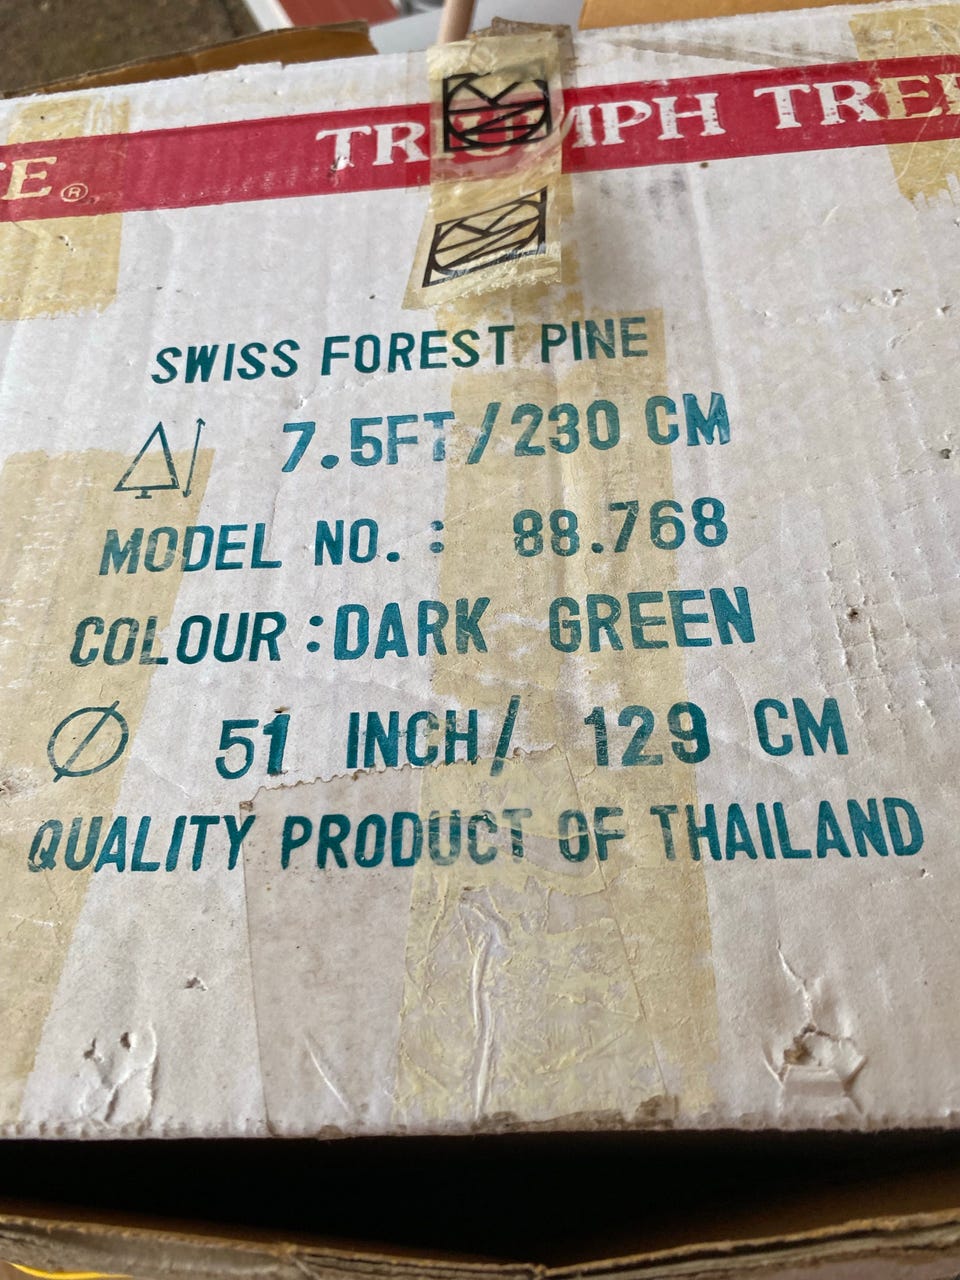 TE® TRIUMPH TREE
SWISS FOREST PINE
7.5FT/230 CM
MODEL NO.: 88.768
COLOUR:DARK GREEN
Ø 51 INCH/ 129 CM
QUALITY PRODUCT OF THAILAND